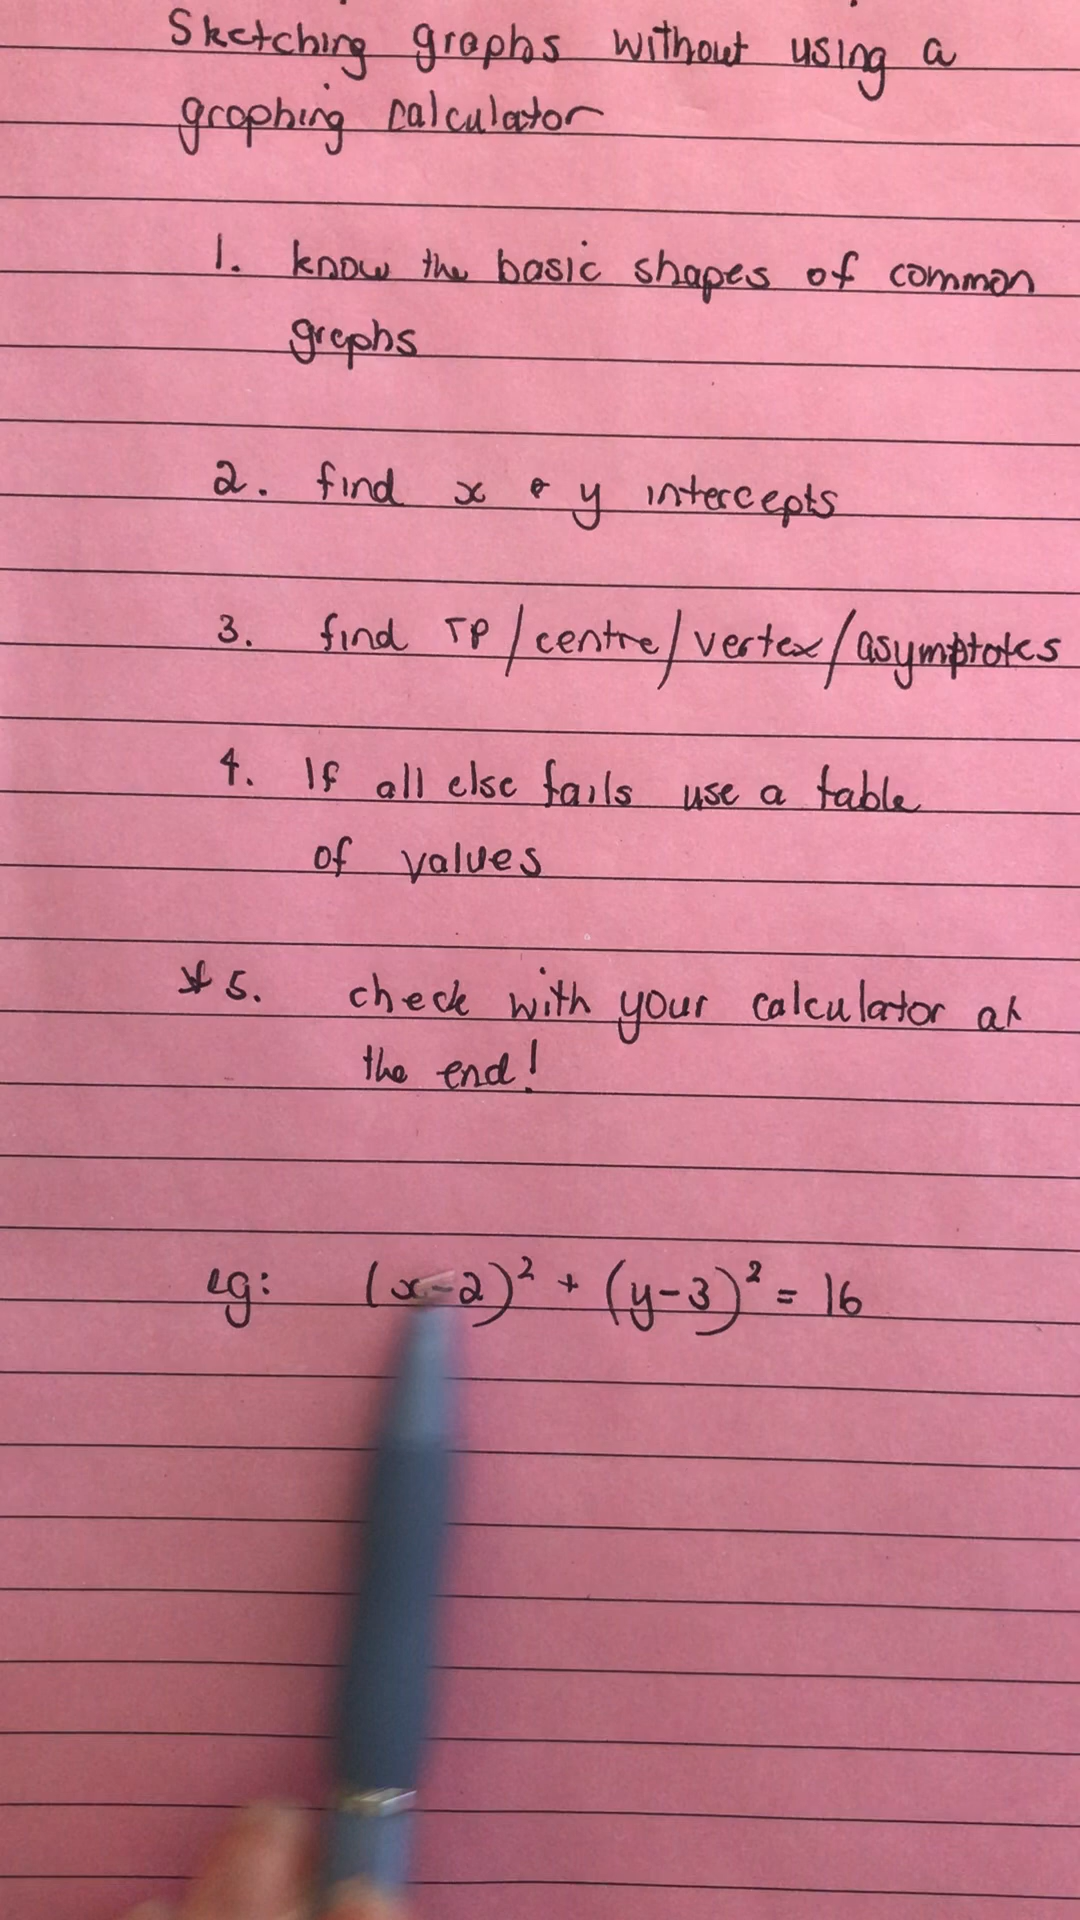 Sketching graphs without using a
graphing calculator
1. know the basic shapes of common
graphs
2. find x & y intercepts
3. find TP/centre/vertex/asymptotes
4. If all else fails use a table
of values
* 5. check with your calculator at
the end!
eg: (x-2)² + (y-3)² = 16